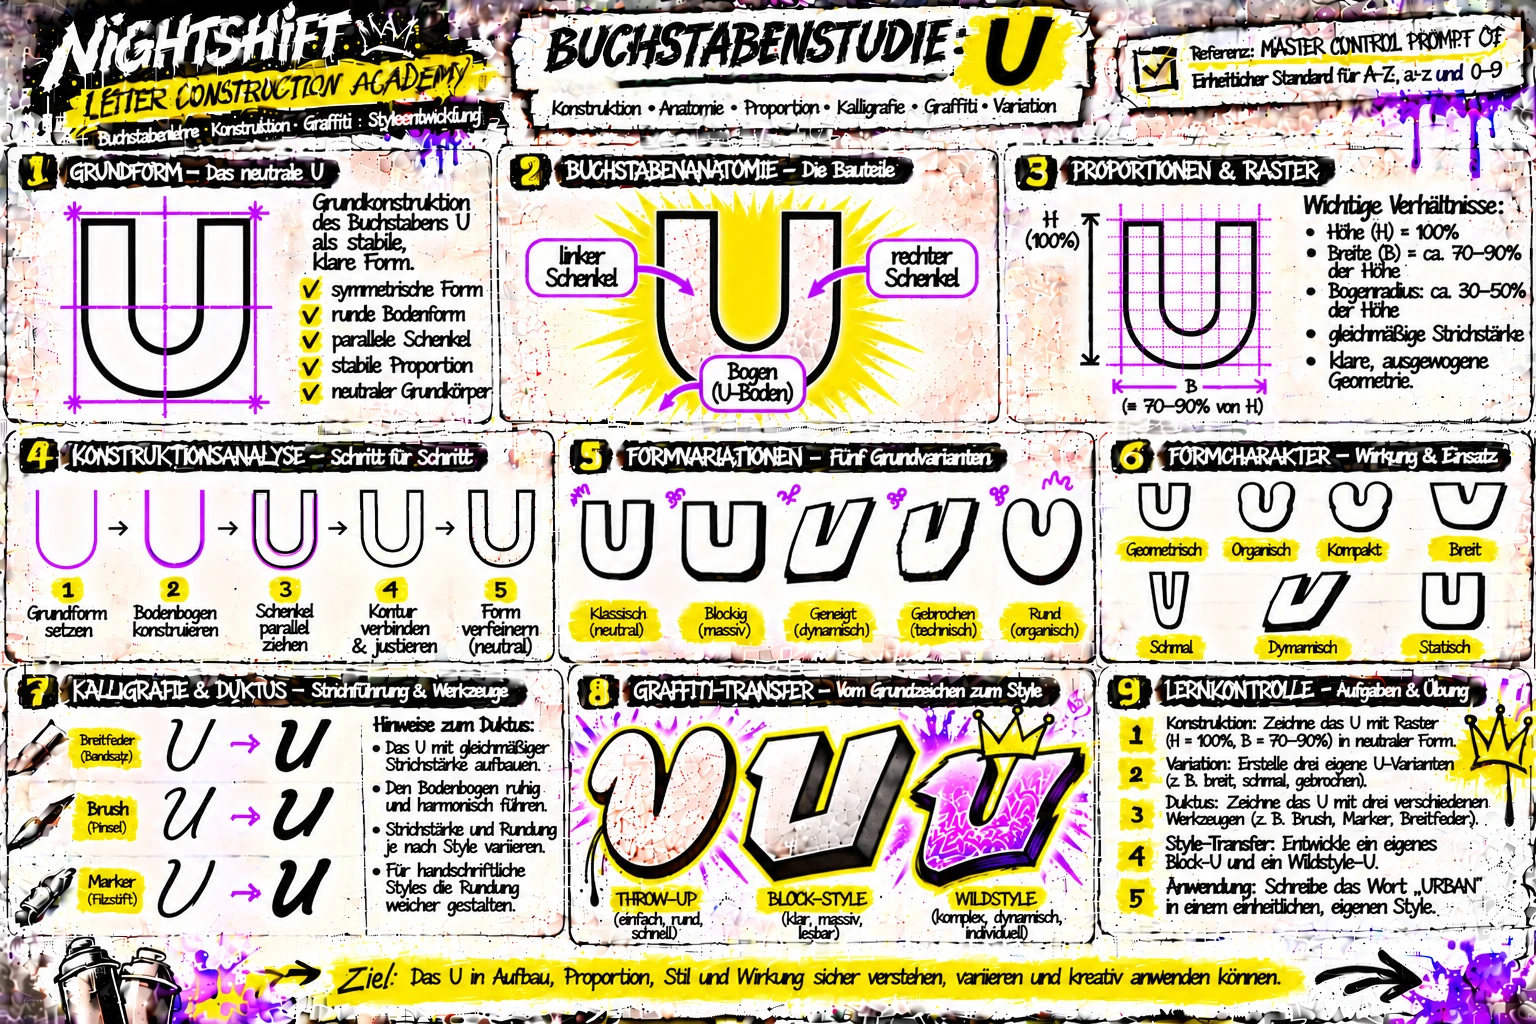 NiGHTSHiFT
LETTER CONSTRUCTION ACADEMY
Buchstabenlehre · Konstruktion · Graffiti : Styleentwicklung
BUCHSTABENSTUDIE: U
Konstruktion • Anatomie • Proportion • Kalligrafie • Graffiti • Variation
Referenz: MASTER CONTROL PROMPT
Einheitlicher Standard für A-Z, a-z und 0-9
1 GRUNDFORM – Das neutrale U
Grundkonstruktion
des Buchstabens U
als stabile,
klare Form.
✓ symmetrische Form
✓ runde Bodenform
✓ parallele Schenkel
✓ stabile Proportion
✓ neutraler Grundkörper
2 BUCHSTABENANATOMIE – Die Bauteile
linker
Schenkel
rechter
Schenkel
Bogen
(U-Boden)
3 PROPORTIONEN & RASTER
H
(100%)
B
(= 70–90% von H)
Wichtige Verhältnisse:
• Höhe (H) = 100%
• Breite (B) = ca. 70–90%
der Höhe
• Bogenradius: ca. 30–50%
der Höhe
• gleichmäßige Strichstärke
• klare, ausgewogene
Geometrie.
4 KONSTRUKTIONSANALYSE – Schritt für Schritt
1
Grundform
setzen
2
Bodenbogen
konstruieren
3
Schenkel
parallel
ziehen
4
Kontur
verbinden
& justieren
5
Form
verfeinern
(neutral)
5 FORMVARIATIONEN – Fünf Grundvarianten
Klassisch
(neutral)
Blockig
(massiv)
Geneigt
(dynamisch)
Gebrochen
(technisch)
Rund
(organisch)
6 FORMCHARAKTER – Wirkung & Einsatz
Geometrisch
Organisch
Kompakt
Breit
Schmal
Dymamisch
Statisch
7 KALLIGRAFIE & DUKTUS – Strichführung & Werkzeuge
Breitfeder
(Bandsatz)
Brush
(Pinsel)
Marker
(Filzstift)
Hinweise zum Duktus:
• Das U mit gleichmäßiger
Strichstärke aufbauen.
• Den Bodenbogen ruhig
und harmonisch führen.
• Strichstärke und Rundung
je nach Style variieren.
• Für handschriftliche
Styles die Rundung
weicher gestalten.
8 GRAFFITI-TRANSFER – Vom Grundzeichen zum Style
THROW-UP
(einfach, rund,
schnell)
BLOCK-STYLE
(klar, massiv,
lesbar)
WILDSTYLE
(komplex, dynamisch,
individuell)
9 LERNKONTROLLE – Aufgaben & Übung
1 Konstruktion: Zeichne das U mit Raster
(H = 100%, B = 70–90%) in neutraler Form.
2 Variation: Erstelle drei eigene U-Varianten
(z. B. breit, schmal, gebrochen).
3 Duktus: Zeichne das U mit drei verschiedenen
Werkzeugen (z. B. Brush, Marker, Breitfeder).
4 Style-Transfer: Entwickle ein eigenes
Block-U und ein Wildstyle-U.
5 Anwendung: Schreibe das Wort „URBAN"
in einem einheitlichen, eigenen Style.
Ziel: Das U in Aufbau, Proportion, Stil und Wirkung sicher verstehen, variieren und kreativ anwenden können.